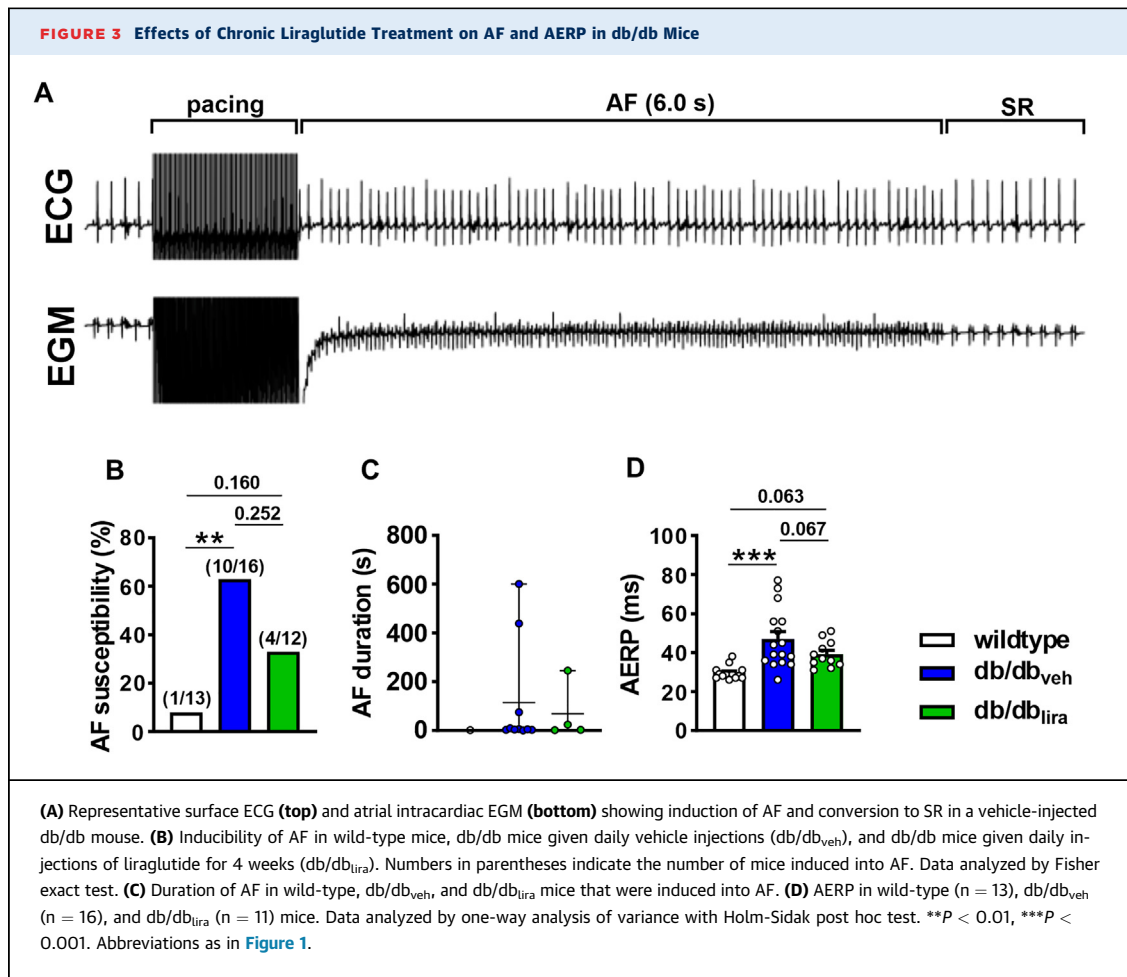 FIGURE 3 Effects of Chronic Liraglutide Treatment on AF and AERP in db/db Mice
A
pacing
AF (6.0 s)
SR
ECG
EGM
B
0.160
0.252
**
AF susceptibility (%)
80
60
40
20
0
(1/13)
(10/16)
(4/12)
C
AF duration (s)
800
600
400
200
0
D
0.063
0.067
***
AERP (ms)
100
80
60
40
20
0
wildtype
db/dbveh
db/dblira
(A) Representative surface ECG (top) and atrial intracardiac EGM (bottom) showing induction of AF and conversion to SR in a vehicle-injected
db/db mouse. (B) Inducibility of AF in wild-type mice, db/db mice given daily vehicle injections (db/dbveh), and db/db mice given daily in-
jections of liraglutide for 4 weeks (db/dblira). Numbers in parentheses indicate the number of mice induced into AF. Data analyzed by Fisher
exact test. (C) Duration of AF in wild-type, db/dbveh, and db/dblira mice that were induced into AF. (D) AERP in wild-type (n = 13), db/dbveh
(n = 16), and db/dblira (n = 11) mice. Data analyzed by one-way analysis of variance with Holm-Sidak post hoc test. **P < 0.01, ***P <
0.001. Abbreviations as in Figure 1.